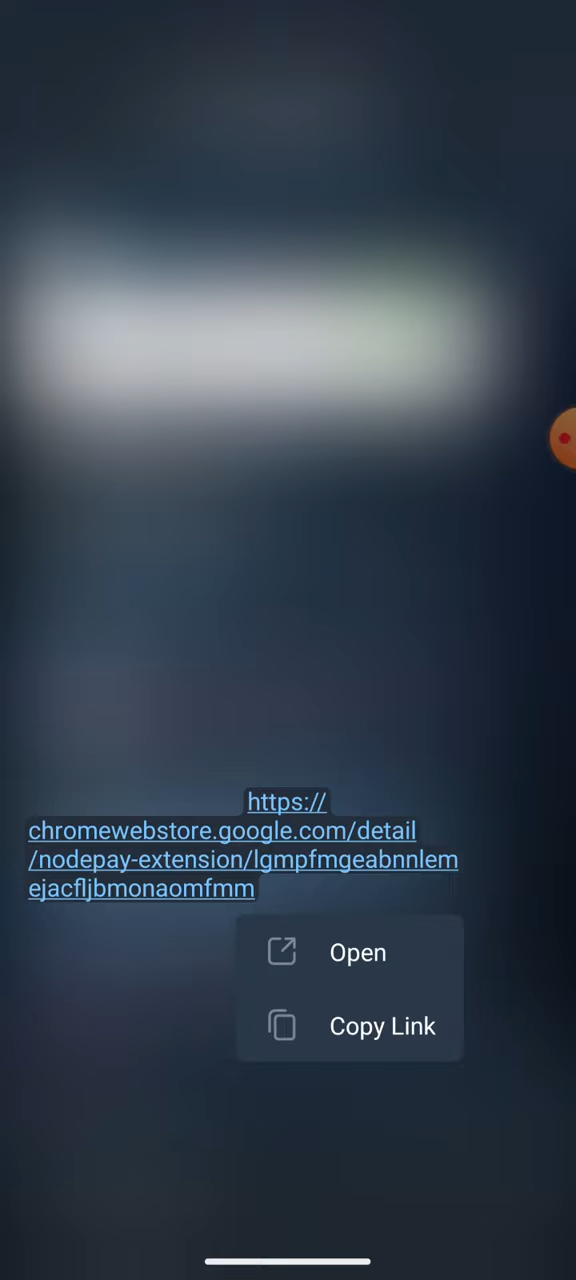 https://
chromewebstore.google.com/detail
/nodepay-extension/lgmpfmgeabnnlem
ejacfljbmonaomfmm
Open
Copy Link